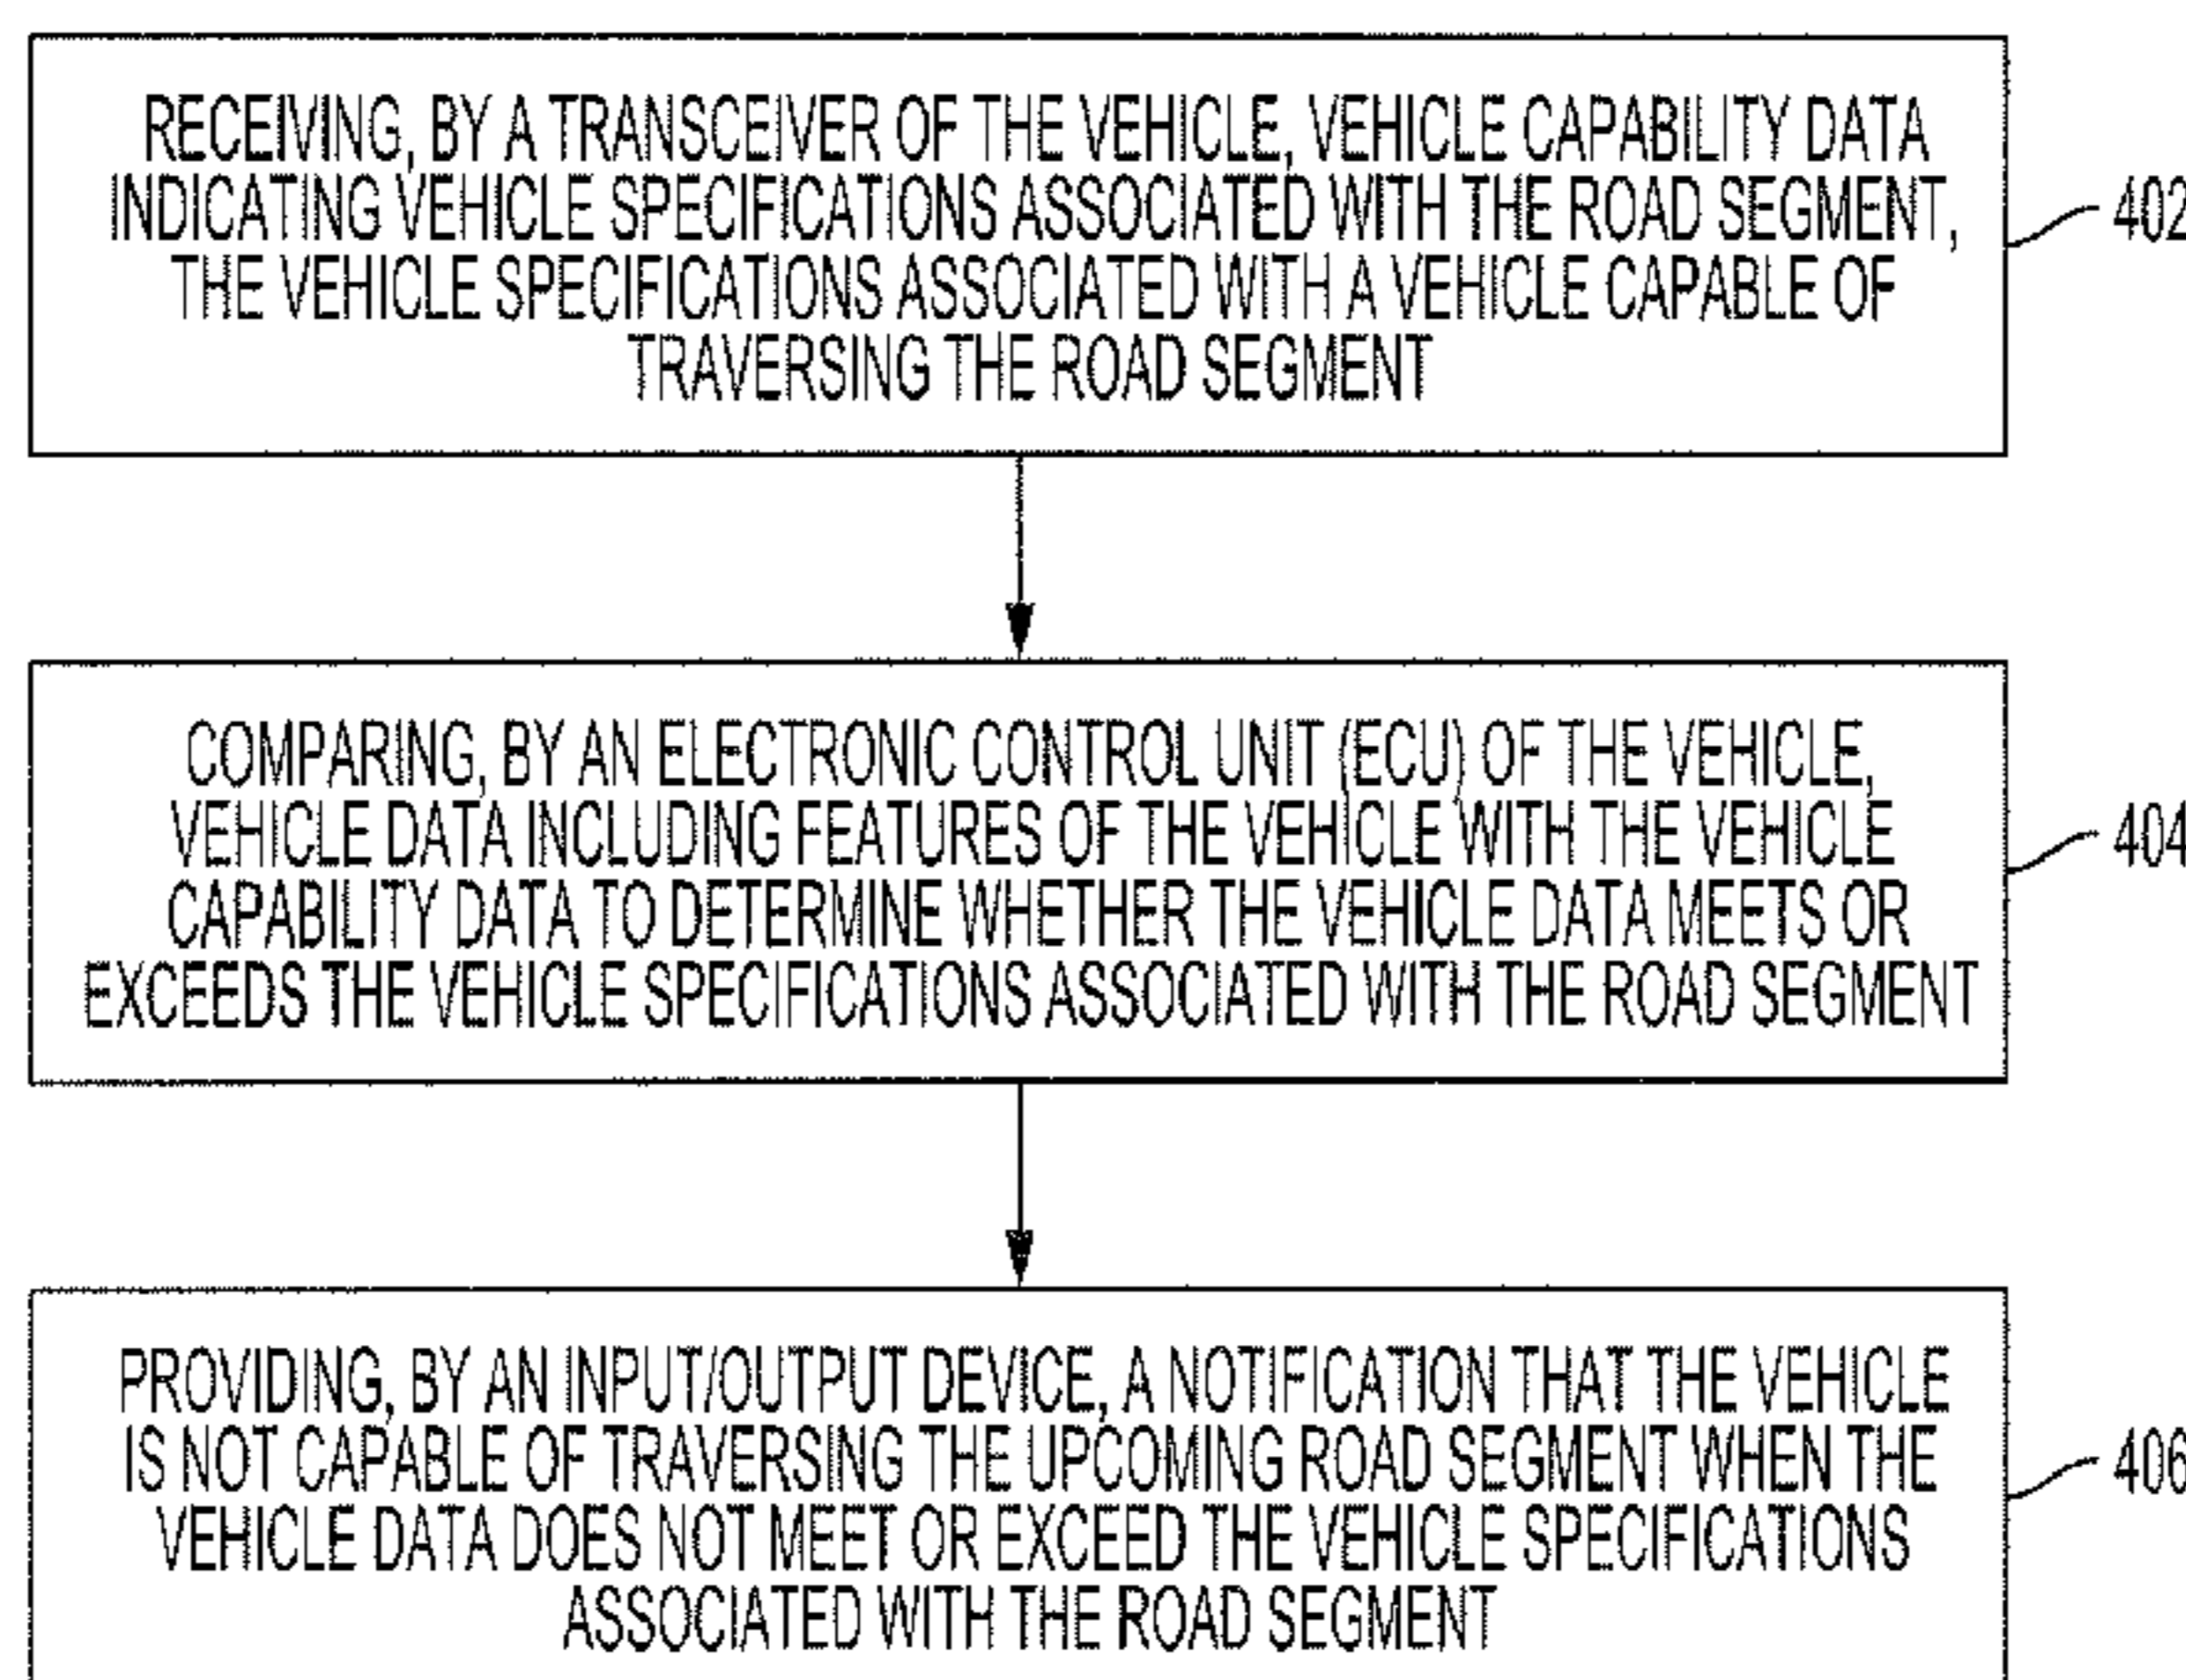 RECEIVING, BY A TRANSCEIVER OF THE VEHICLE, VEHICLE CAPABILITY DATA
INDICATING VEHICLE SPECIFICATIONS ASSOCIATED WITH THE ROAD SEGMENT,
THE VEHICLE SPECIFICATIONS ASSOCIATED WITH A VEHICLE CAPABLE OF
TRAVERSING THE ROAD SEGMENT
402
COMPARING, BY AN ELECTRONIC CONTROL UNIT (ECU) OF THE VEHICLE,
VEHICLE DATA INCLUDING FEATURES OF THE VEHICLE WITH THE VEHICLE
CAPABILITY DATA TO DETERMINE WHETHER THE VEHICLE DATA MEETS OR
EXCEEDS THE VEHICLE SPECIFICATIONS ASSOCIATED WITH THE ROAD SEGMENT
404
PROVIDING, BY AN INPUT/OUTPUT DEVICE, A NOTIFICATION THAT THE VEHICLE
IS NOT CAPABLE OF TRAVERSING THE UPCOMING ROAD SEGMENT WHEN THE
VEHICLE DATA DOES NOT MEET OR EXCEED THE VEHICLE SPECIFICATIONS
ASSOCIATED WITH THE ROAD SEGMENT
406